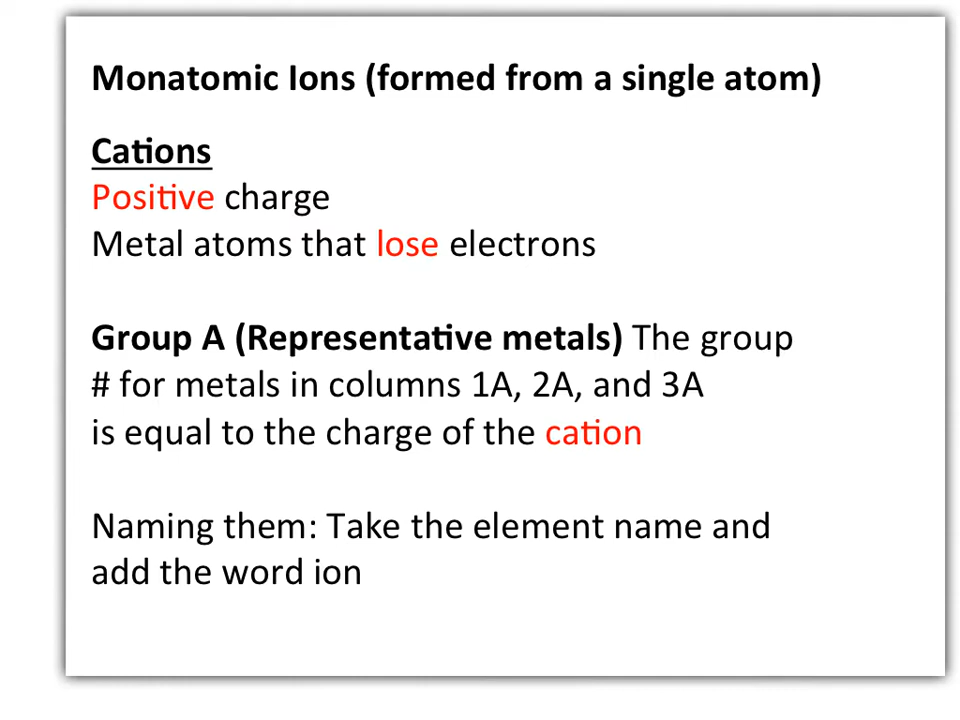 Monatomic Ions (formed from a single atom)
Cations
Positive charge
Metal atoms that lose electrons
Group A (Representative metals) The group
# for metals in columns 1A, 2A, and 3A
is equal to the charge of the cation
Naming them: Take the element name and
add the word ion